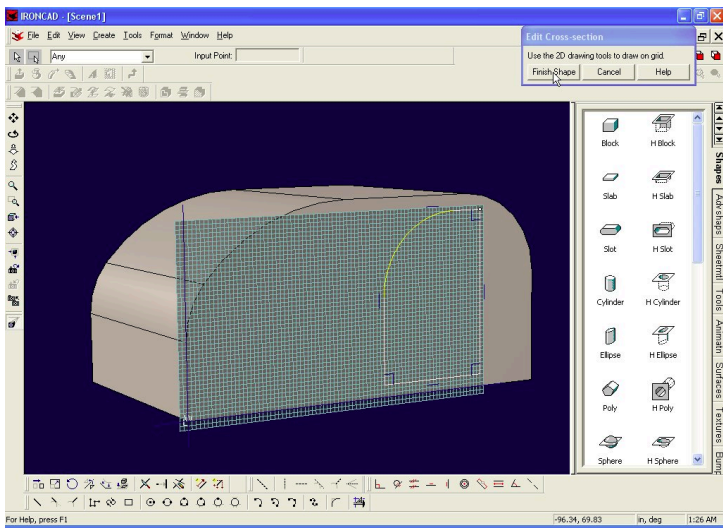 IRONCAD - [Scene1]
File Edit View Create Tools Format Window Help
Any
Input Point:
Edit Cross-section
Use the 2D drawing tools to draw on grid.
Finish Shape Cancel Help
Block H Block
Slab H Slab
Slot H Slot
Cylinder H Cylinder
Ellipse H Ellipse
Poly H Poly
Sphere H Sphere
Shapes
Adv shapes
Sheetmtl
Tools
Animatn
Surfaces
Textures
Bump
For Help, press F1
-96.34, 69.83
in, deg
1:26 AM